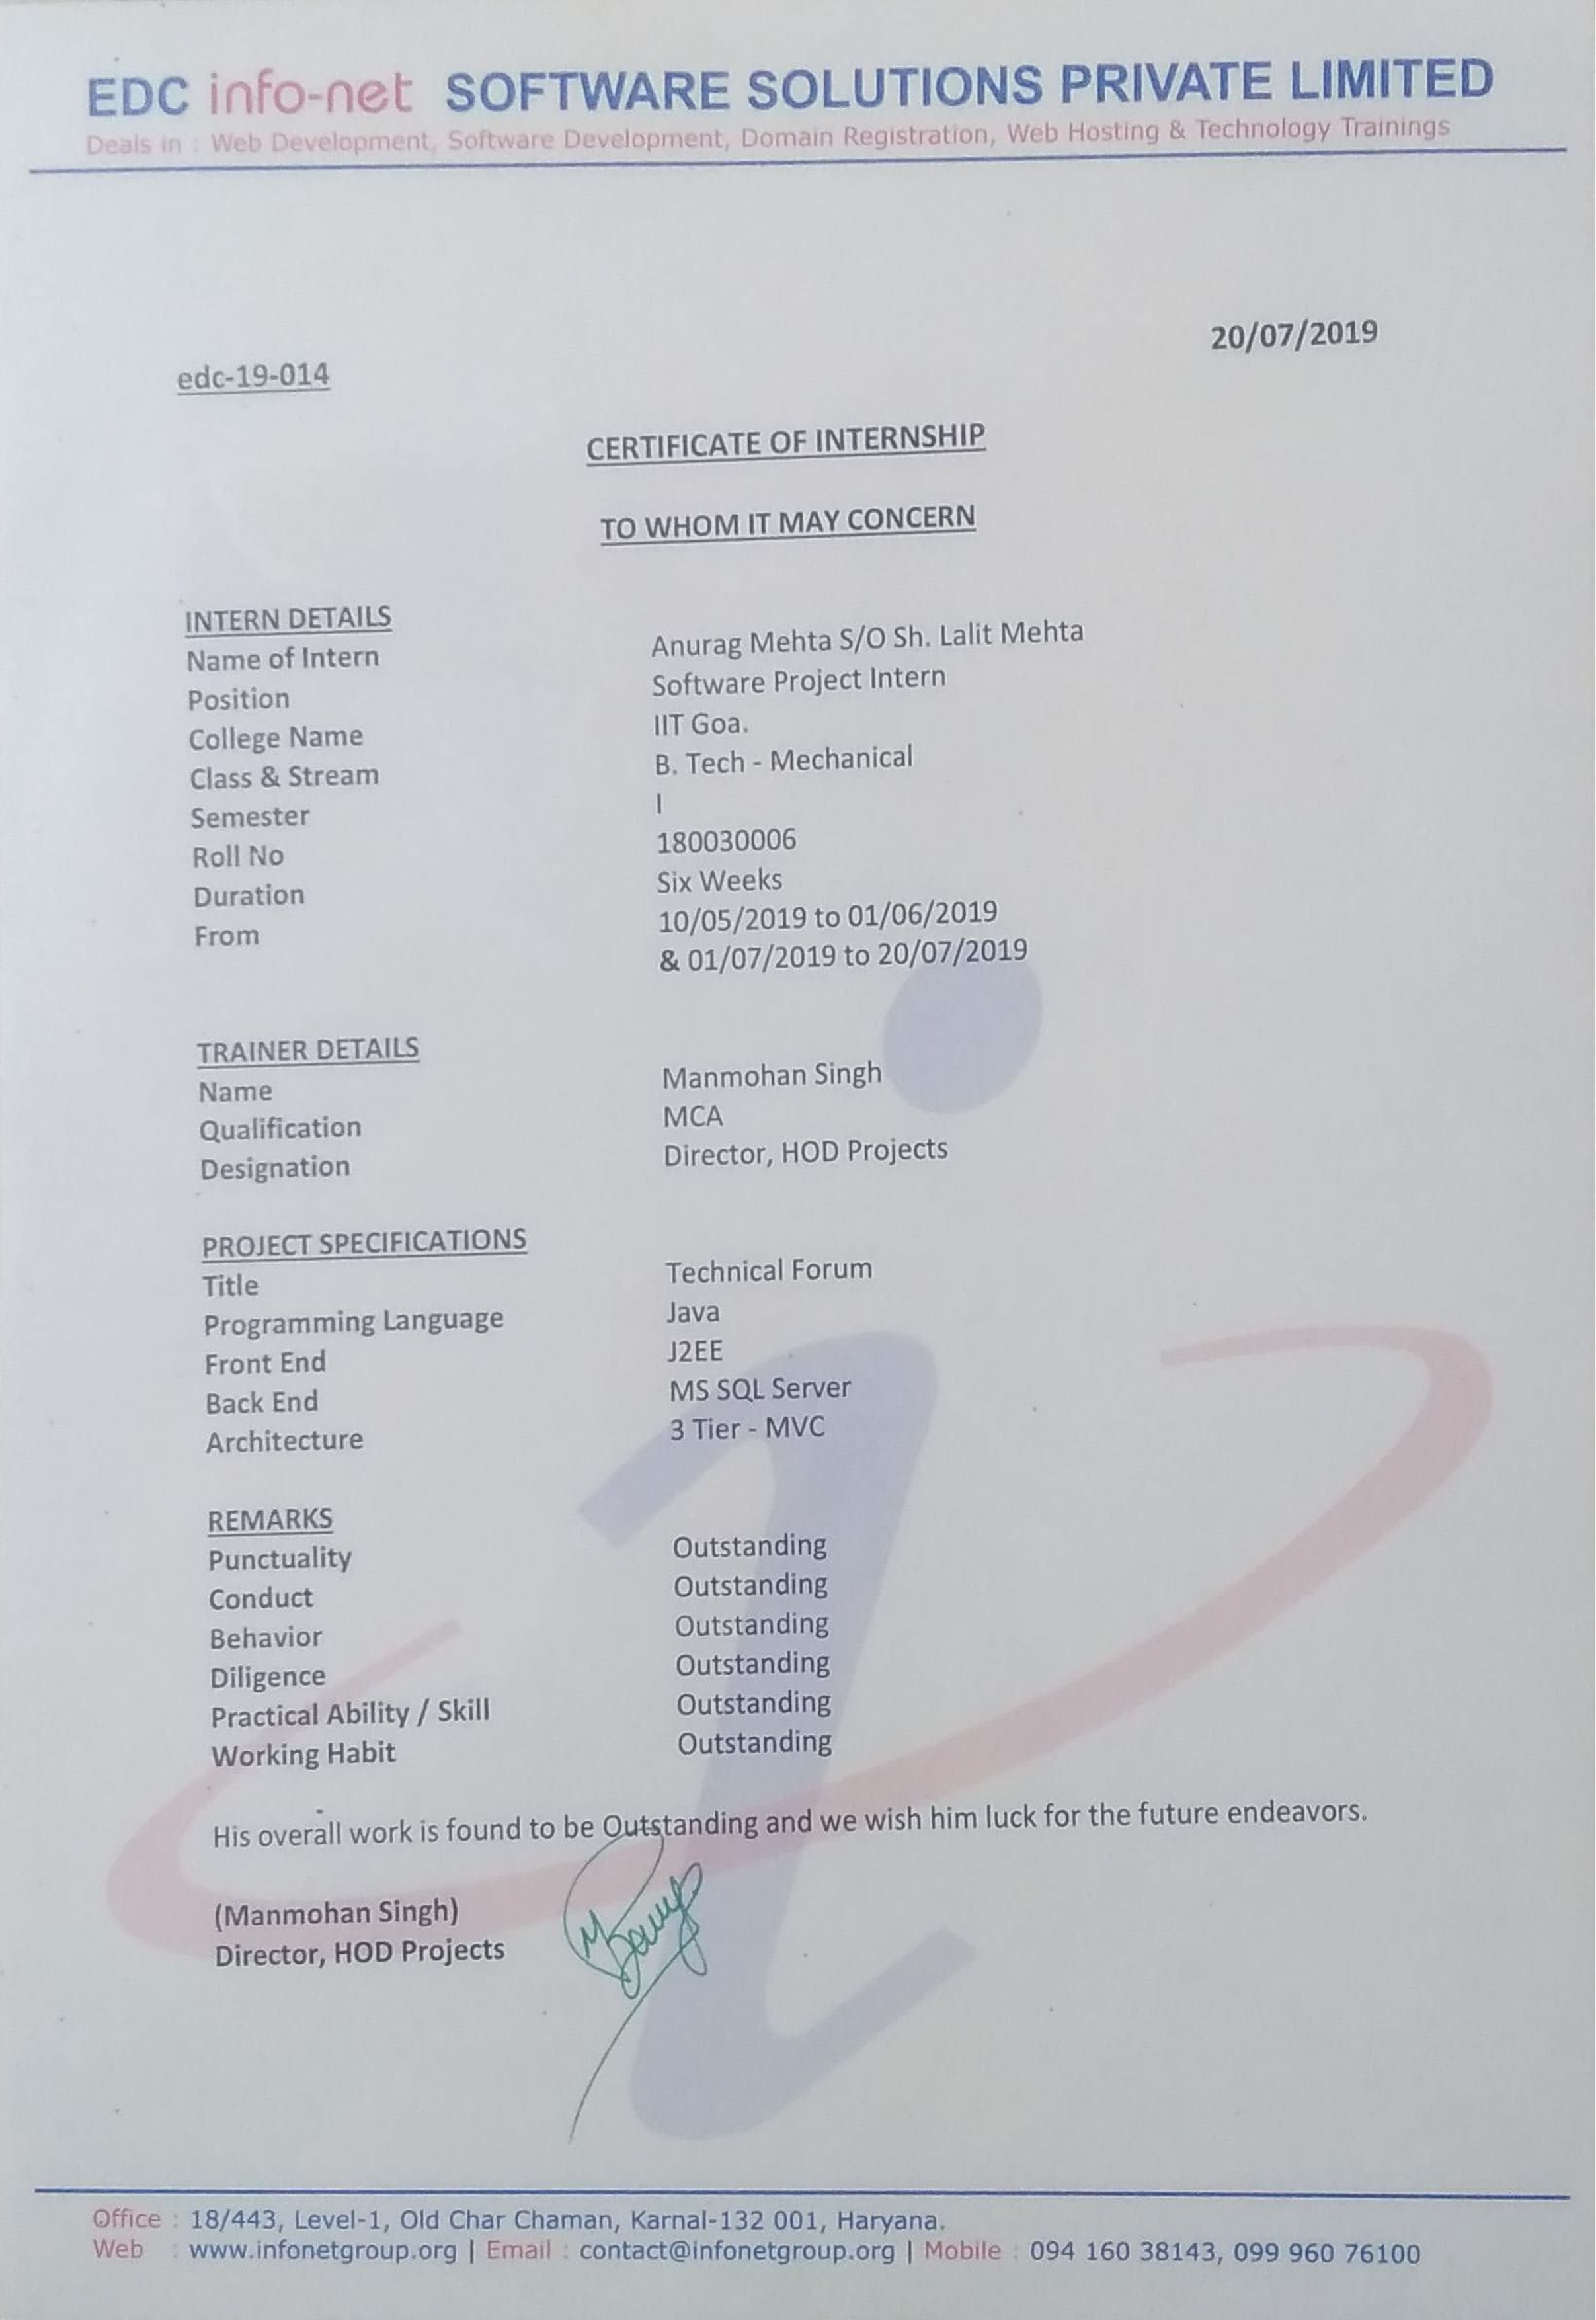 EDC info-net SOFTWARE SOLUTIONS PRIVATE LIMITED
Deals in : Web Development, Software Development, Domain Registration, Web Hosting & Technology Trainings
20/07/2019
edc-19-014
CERTIFICATE OF INTERNSHIP
TO WHOM IT MAY CONCERN
INTERN DETAILS
Name of Intern Anurag Mehta S/O Sh. Lalit Mehta
Position Software Project Intern
College Name IIT Goa.
Class & Stream B. Tech - Mechanical
Semester I
Roll No 180030006
Duration Six Weeks
From 10/05/2019 to 01/06/2019
& 01/07/2019 to 20/07/2019
TRAINER DETAILS
Name Manmohan Singh
Qualification MCA
Designation Director, HOD Projects
PROJECT SPECIFICATIONS
Title Technical Forum
Programming Language Java
Front End J2EE
Back End MS SQL Server
Architecture 3 Tier - MVC
REMARKS
Punctuality Outstanding
Conduct Outstanding
Behavior Outstanding
Diligence Outstanding
Practical Ability / Skill Outstanding
Working Habit Outstanding
His overall work is found to be Outstanding and we wish him luck for the future endeavors.
(Manmohan Singh)
Director, HOD Projects
Office : 18/443, Level-1, Old Char Chaman, Karnal-132 001, Haryana.
Web : www.infonetgroup.org | Email : contact@infonetgroup.org | Mobile : 094 160 38143, 099 960 76100